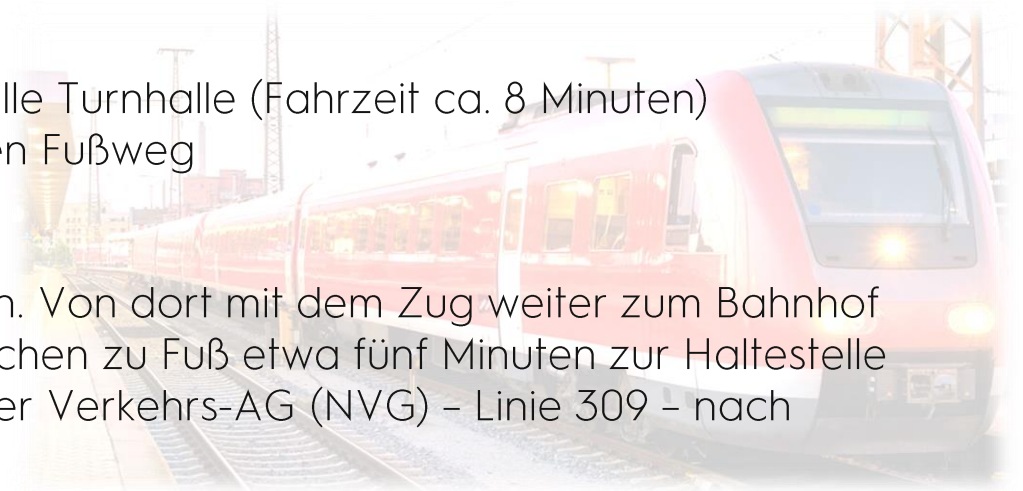 lle Turnhalle (Fahrzeit ca. 8 Minuten)
en Fußweg
n. Von dort mit dem Zug weiter zum Bahnhof
chen zu Fuß etwa fünf Minuten zur Haltestelle
er Verkehrs-AG (NVG) – Linie 309 – nach